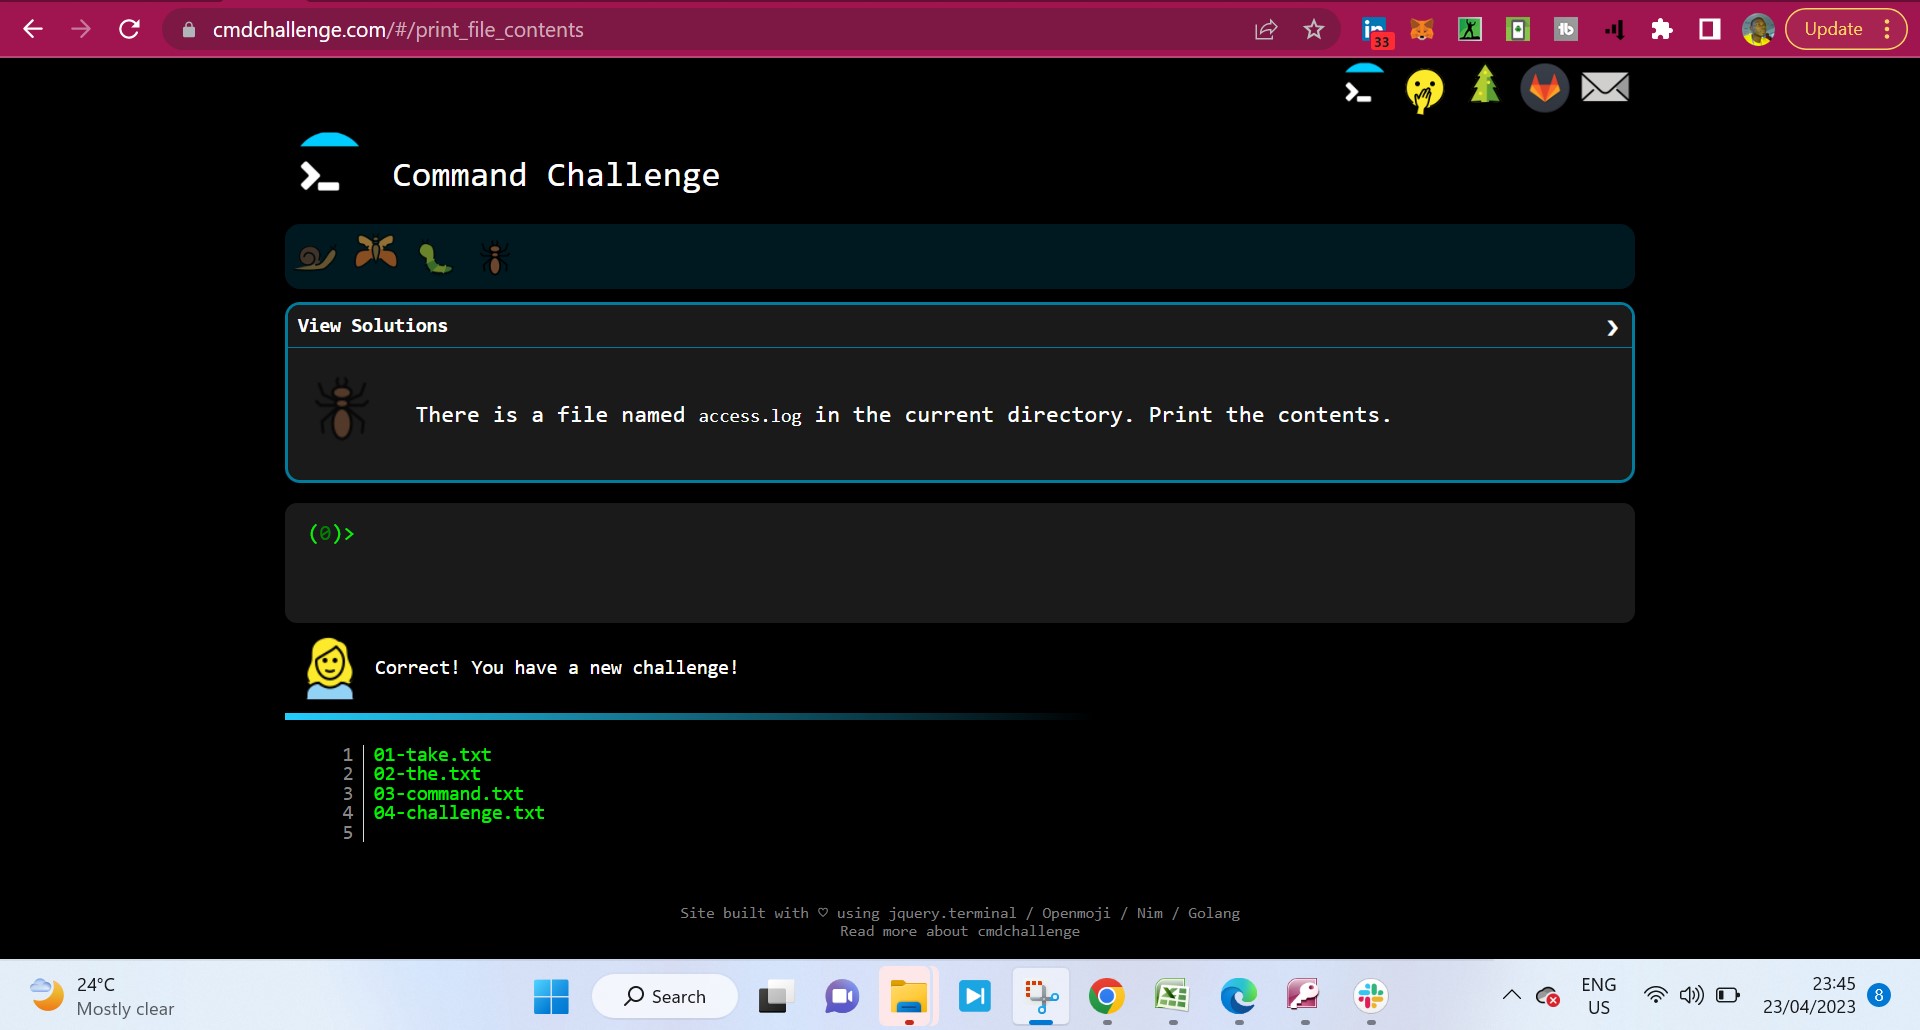 cmdchallenge.com/#/print_file_contents
in
33
1b
Update
Command Challenge
View Solutions
There is a file named access.log in the current directory. Print the contents.
(0)>
Correct! You have a new challenge!
1 01-take.txt
2 02-the.txt
3 03-command.txt
4 04-challenge.txt
5
Site built with ♡ using jquery.terminal / Openmoji / Nim / Golang
Read more about cmdchallenge
24°C
Mostly clear
Search
ENG
US
23:45
23/04/2023
8